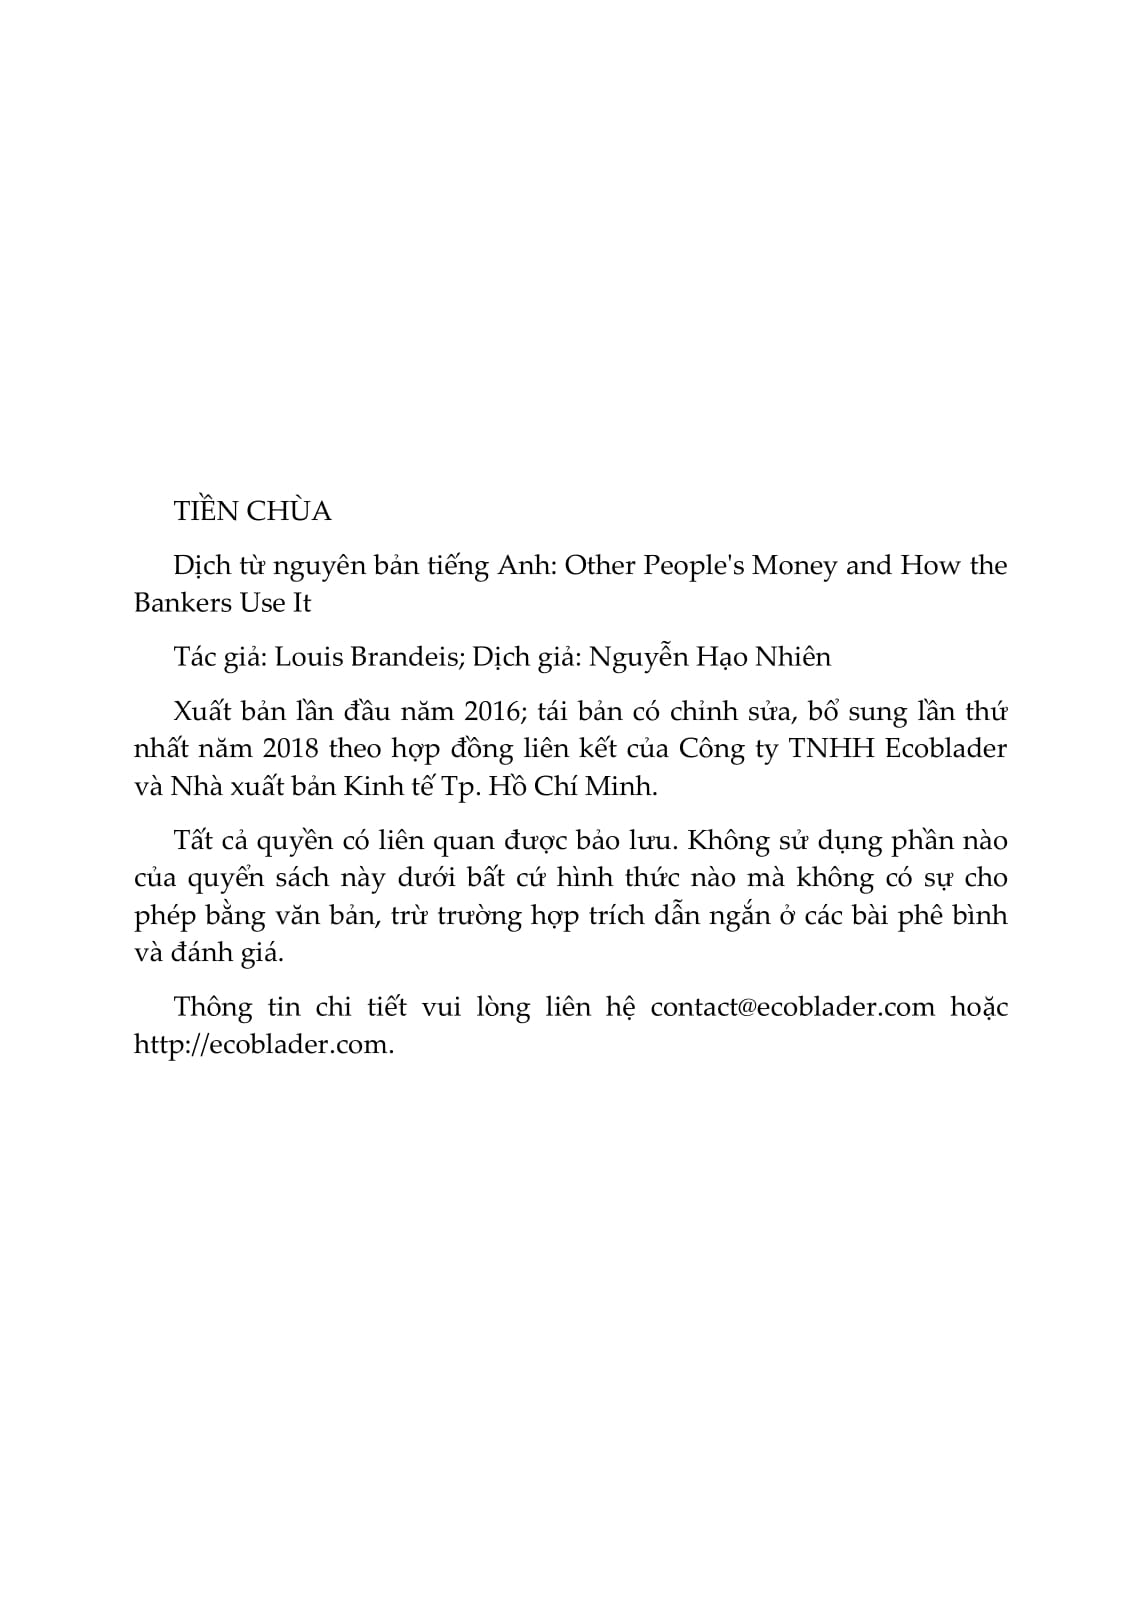 TIỀN CHÙA
Dịch từ nguyên bản tiếng Anh: Other People's Money and How the
Bankers Use It
Tác giả: Louis Brandeis; Dịch giả: Nguyễn Hạo Nhiên
Xuất bản lần đầu năm 2016; tái bản có chỉnh sửa, bổ sung lần thứ
nhất năm 2018 theo hợp đồng liên kết của Công ty TNHH Ecoblader
và Nhà xuất bản Kinh tế Tp. Hồ Chí Minh.
Tất cả quyền có liên quan được bảo lưu. Không sử dụng phần nào
của quyển sách này dưới bất cứ hình thức nào mà không có sự cho
phép bằng văn bản, trừ trường hợp trích dẫn ngắn ở các bài phê bình
và đánh giá.
Thông tin chi tiết vui lòng liên hệ contact@ecoblader.com hoặc
http://ecoblader.com.